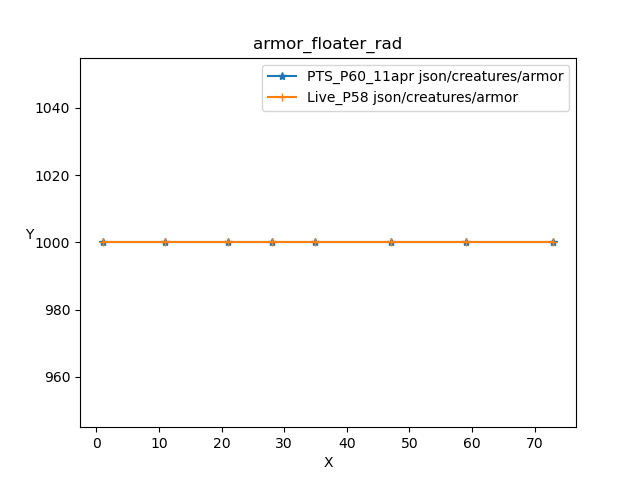 armor_floater_rad
PTS_P60_11apr json/creatures/armor
Live_P58 json/creatures/armor
1040
1020
Y
1000
980
960
0 10 20 30 40 50 60 70
X